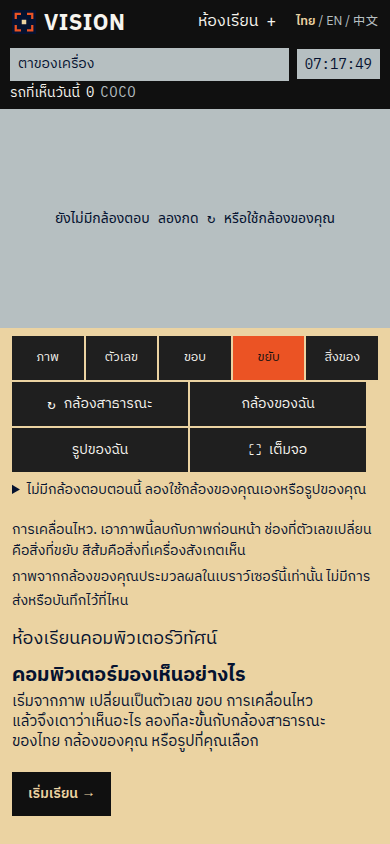 VISION
ห้องเรียน +
ไทย / EN / 中文
ตาของเครื่อง
07:17:49
รถที่เห็นวันนี้ 0 COCO
ยังไม่มีกล้องตอบ ลองกด ↻ หรือใช้กล้องของคุณ
ภาพ
ตัวเลข
ขอบ
ขยับ
สิ่งของ
↻ กล้องสาธารณะ
กล้องของฉัน
รูปของฉัน
⛶ เต็มจอ
▶ ไม่มีกล้องตอบตอนนี้ ลองใช้กล้องของคุณเองหรือรูปของคุณ
การเคลื่อนไหว. เอาภาพนี้ลบกับภาพก่อนหน้า ช่องที่ตัวเลขเปลี่ยน
คือสิ่งที่ขยับ สีส้มคือสิ่งที่เครื่องสังเกตเห็น
ภาพจากกล้องของคุณประมวลผลในเบราว์เซอร์นี้เท่านั้น ไม่มีการ
ส่งหรือบันทึกไว้ที่ไหน
ห้องเรียนคอมพิวเตอร์วิทัศน์
คอมพิวเตอร์มองเห็นอย่างไร
เริ่มจากภาพ เปลี่ยนเป็นตัวเลข ขอบ การเคลื่อนไหว
แล้วจึงเดาว่าเห็นอะไร ลองทีละขั้นกับกล้องสาธารณะ
ของไทย กล้องของคุณ หรือรูปที่คุณเลือก
เริ่มเรียน →